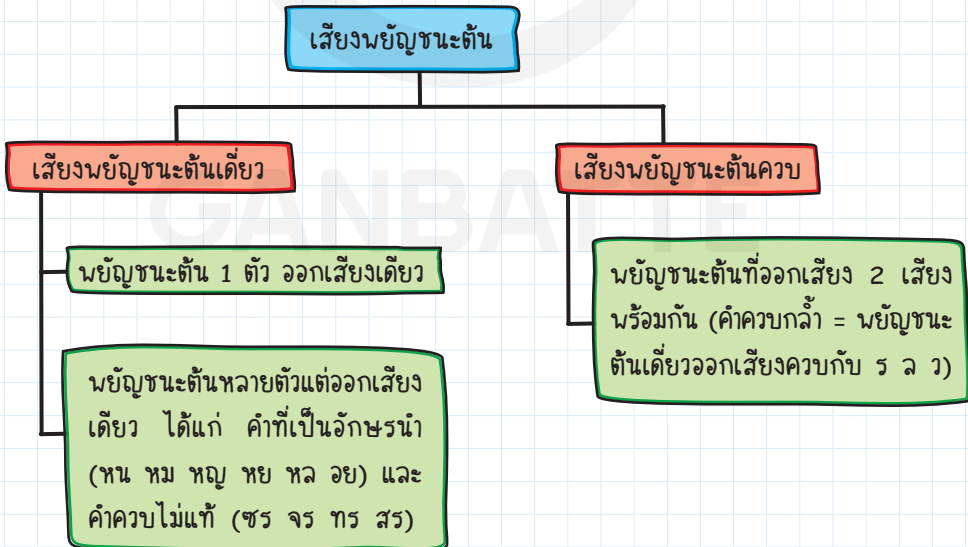 เสียงพยัญชนะต้น
เสียงพยัญชนะต้นเดี่ยว
พยัญชนะต้น 1 ตัว ออกเสียงเดียว
พยัญชนะต้นหลายตัวแต่ออกเสียง
เดียว ได้แก่ คำที่เป็นอักษรนำ
(หน หม หญ หย หล อย) และ
คำควบไม่แท้ (ซร จร ทร สร)
เสียงพยัญชนะต้นควบ
พยัญชนะต้นที่ออกเสียง 2 เสียง
พร้อมกัน (คำควบกล้ำ = พยัญชนะ
ต้นเดี่ยวออกเสียงควบกับ ร ล ว)
GANBATTE